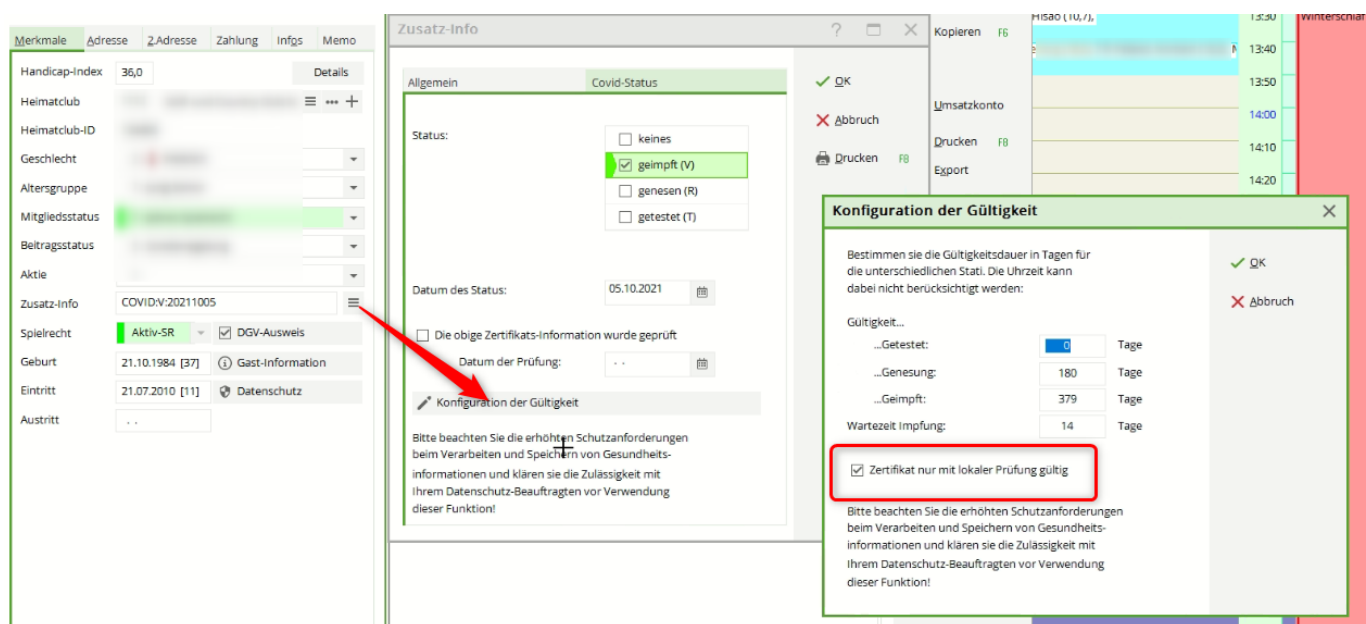 Merkmale Adresse 2.Adresse Zahlung Infos Memo
Handicap-Index 36,0 Details
Heimatclub
Heimatclub-ID
Geschlecht
Altersgruppe
Mitgliedsstatus
Beitragsstatus
Aktie
Zusatz-Info COVID:V:20211005
Spielrecht Aktiv-SR DGV-Ausweis
Geburt 21.10.1984 [37] Gast-Information
Eintritt 21.07.2010 [11] Datenschutz
Austritt . .
Zusatz-Info
Allgemein Covid-Status
Status:
keines
geimpft (V)
genesen (R)
getestet (T)
Datum des Status: 05.10.2021
Die obige Zertifikats-Information wurde geprüft
Datum der Prüfung: . .
Konfiguration der Gültigkeit
Bitte beachten Sie die erhöhten Schutzanforderungen
beim Verarbeiten und Speichern von Gesundheits-
informationen und klären sie die Zulässigkeit mit
Ihrem Datenschutz-Beauftragten vor Verwendung
dieser Funktion!
OK
Abbruch
Drucken F8
Kopieren F6
Umsatzkonto
Drucken F8
Export
Hisao (10,7),
13:30
13:40
13:50
14:00
14:10
14:20
Winterschlaf
Konfiguration der Gültigkeit
Bestimmen sie die Gültigkeitsdauer in Tagen für
die unterschiedlichen Stati. Die Uhrzeit kann
dabei nicht berücksichtigt werden:
Gültigkeit...
...Getestet: 0 Tage
...Genesung: 180 Tage
...Geimpft: 379 Tage
Wartezeit Impfung: 14 Tage
Zertifikat nur mit lokaler Prüfung gültig
Bitte beachten Sie die erhöhten Schutzanforderungen
beim Verarbeiten und Speichern von Gesundheits-
informationen und klären sie die Zulässigkeit mit
Ihrem Datenschutz-Beauftragten vor Verwendung
dieser Funktion!
OK
Abbruch